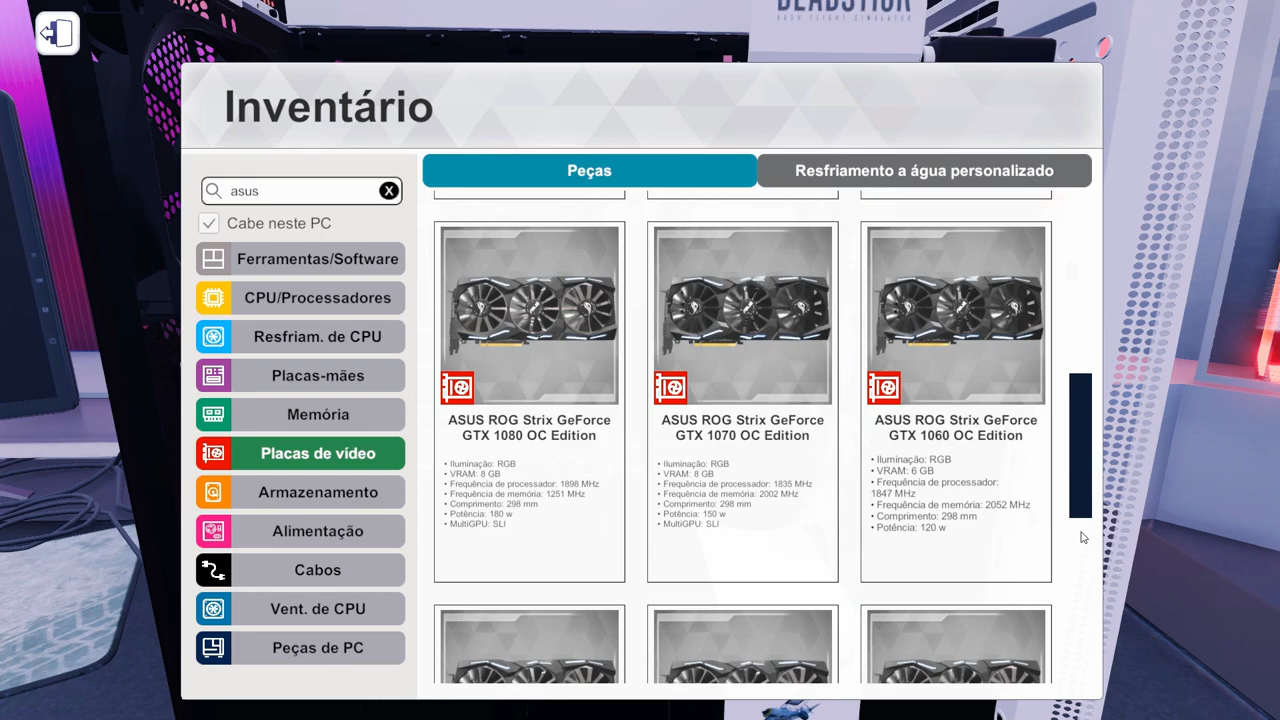 DEADSTICK
BUSH FLIGHT SIMULATOR
Inventário
asus
X
Cabe neste PC
Ferramentas/Software
CPU/Processadores
Resfriam. de CPU
Placas-mães
Memória
Placas de vídeo
Armazenamento
Alimentação
Cabos
Vent. de CPU
Peças de PC
Peças
Resfriamento a água personalizado
ASUS ROG Strix GeForce
GTX 1080 OC Edition
• Iluminação: RGB
• VRAM: 8 GB
• Frequência de processador: 1898 MHz
• Frequência de memória: 1251 MHz
• Comprimento: 298 mm
• Potência: 180 w
• MultiGPU: SLI
ASUS ROG Strix GeForce
GTX 1070 OC Edition
• Iluminação: RGB
• VRAM: 8 GB
• Frequência de processador: 1835 MHz
• Frequência de memória: 2002 MHz
• Comprimento: 298 mm
• Potência: 150 w
• MultiGPU: SLI
ASUS ROG Strix GeForce
GTX 1060 OC Edition
• Iluminação: RGB
• VRAM: 6 GB
• Frequência de processador:
1847 MHz
• Frequência de memória: 2052 MHz
• Comprimento: 298 mm
• Potência: 120 w